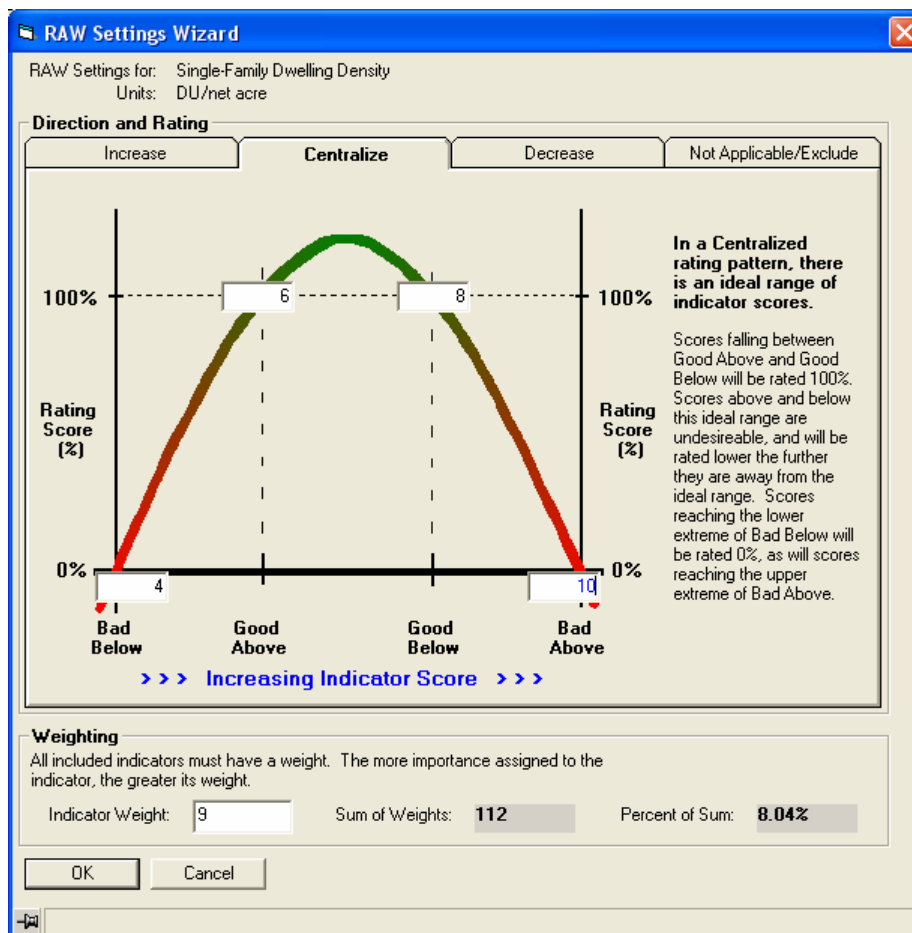 RAW Settings Wizard
RAW Settings for: Single-Family Dwelling Density
Units: DU/net acre
Direction and Rating
Increase Centralize Decrease Not Applicable/Exclude
100% 6 8 100%
Rating
Score
(%)
Rating
Score
(%)
0% 0%
4 10
Bad
Below
Good
Above
Good
Below
Bad
Above
> > > Increasing Indicator Score > > >
In a Centralized
rating pattern, there
is an ideal range of
indicator scores.
Scores falling between
Good Above and Good
Below will be rated 100%.
Scores above and below
this ideal range are
undesireable, and will be
rated lower the further
they are away from the
ideal range. Scores
reaching the lower
extreme of Bad Below will
be rated 0%, as will scores
reaching the upper
extreme of Bad Above.
Weighting
All included indicators must have a weight. The more importance assigned to the
indicator, the greater its weight.
Indicator Weight: 9 Sum of Weights: 112 Percent of Sum: 8.04%
OK Cancel